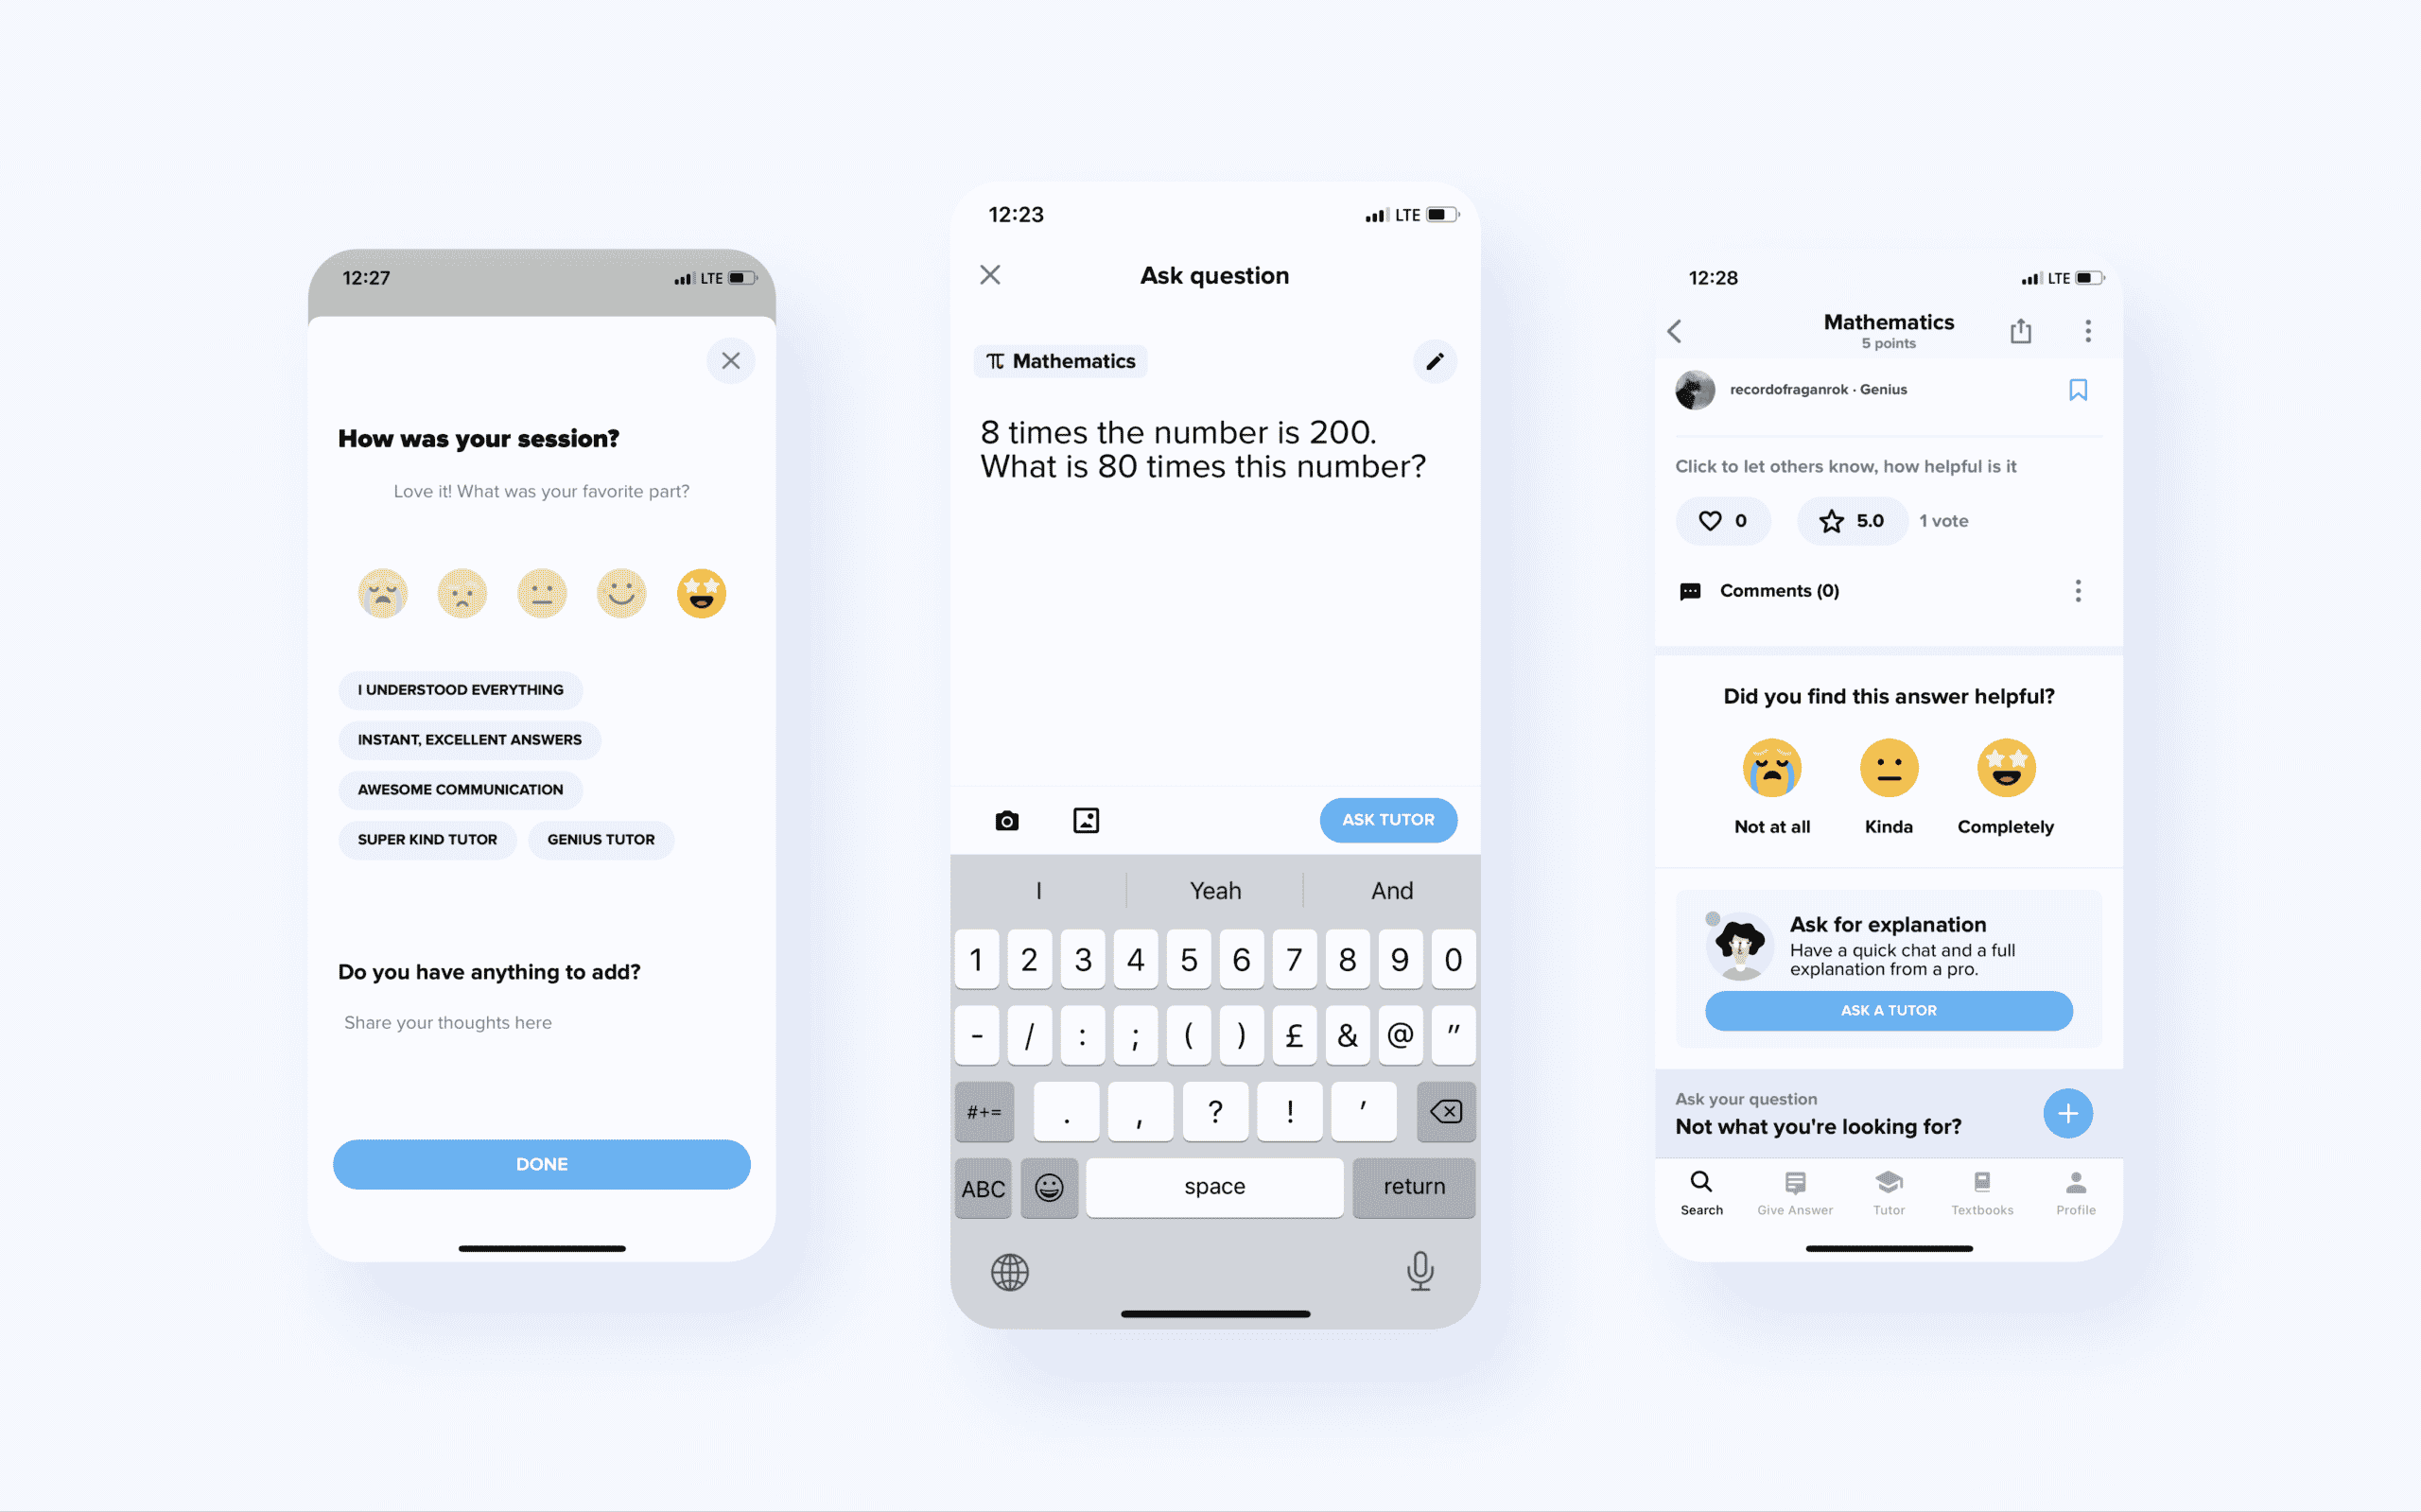 12:27
LTE
How was your session?
Love it! What was your favorite part?
I UNDERSTOOD EVERYTHING
INSTANT, EXCELLENT ANSWERS
AWESOME COMMUNICATION
SUPER KIND TUTOR
GENIUS TUTOR
Do you have anything to add?
Share your thoughts here
DONE
12:23
LTE
Ask question
π Mathematics
8 times the number is 200.
What is 80 times this number?
ASK TUTOR
I Yeah And
1 2 3 4 5 6 7 8 9 0
- / : ; ( ) £ & @ "
#+= . , ? ! '
ABC space return
12:28
LTE
Mathematics
5 points
recordofraganrok · Genius
Click to let others know, how helpful is it
0 5.0 1 vote
Comments (0)
Did you find this answer helpful?
Not at all Kinda Completely
Ask for explanation
Have a quick chat and a full
explanation from a pro.
ASK A TUTOR
Ask your question
Not what you're looking for?
Search Give Answer Tutor Textbooks Profile